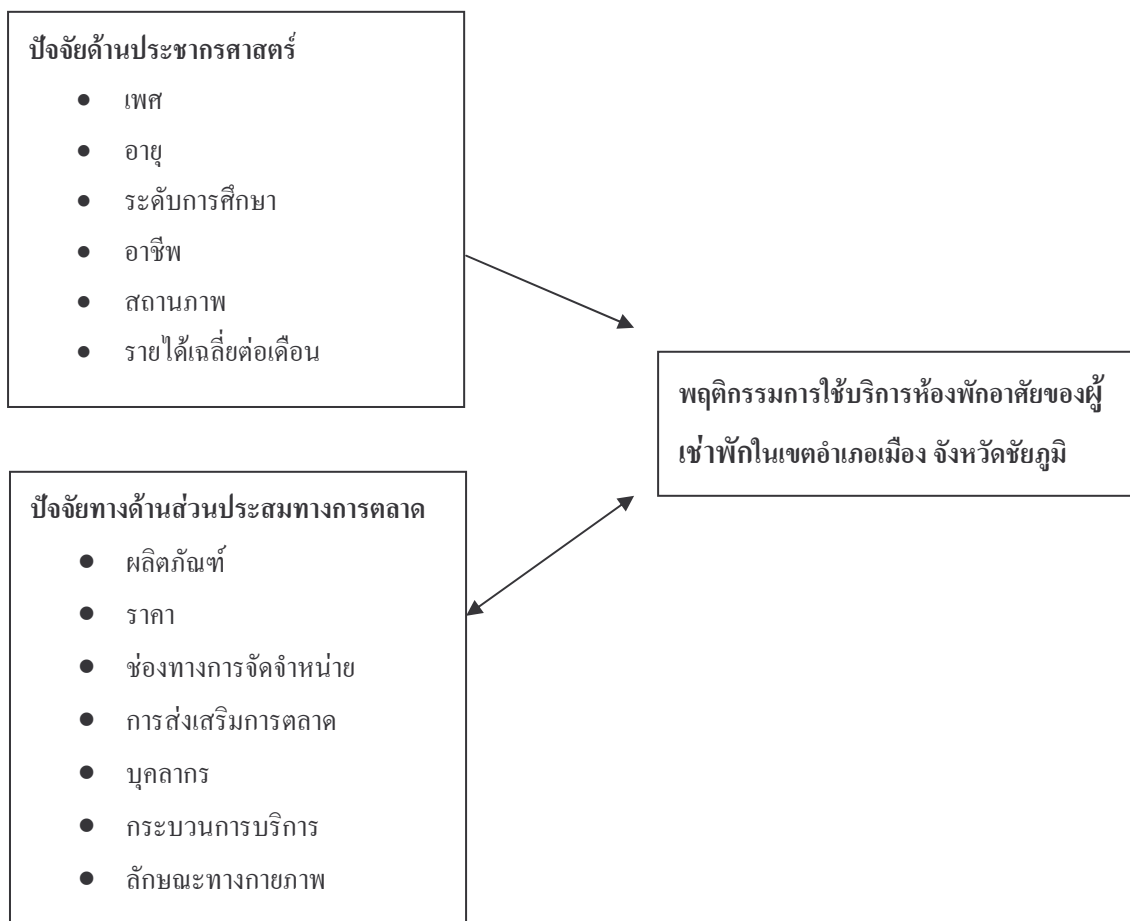 ปัจจัยด้านประชากรศาสตร์
● เพศ
● อายุ
● ระดับการศึกษา
● อาชีพ
● สถานภาพ
● รายได้เฉลี่ยต่อเดือน
พฤติกรรมการใช้บริการห้องพักอาศัยของผู้
เช่าพักในเขตอำเภอเมือง จังหวัดชัยภูมิ
ปัจจัยทางด้านส่วนประสมทางการตลาด
● ผลิตภัณฑ์
● ราคา
● ช่องทางการจัดจำหน่าย
● การส่งเสริมการตลาด
● บุคลากร
● กระบวนการบริการ
● ลักษณะทางกายภาพ